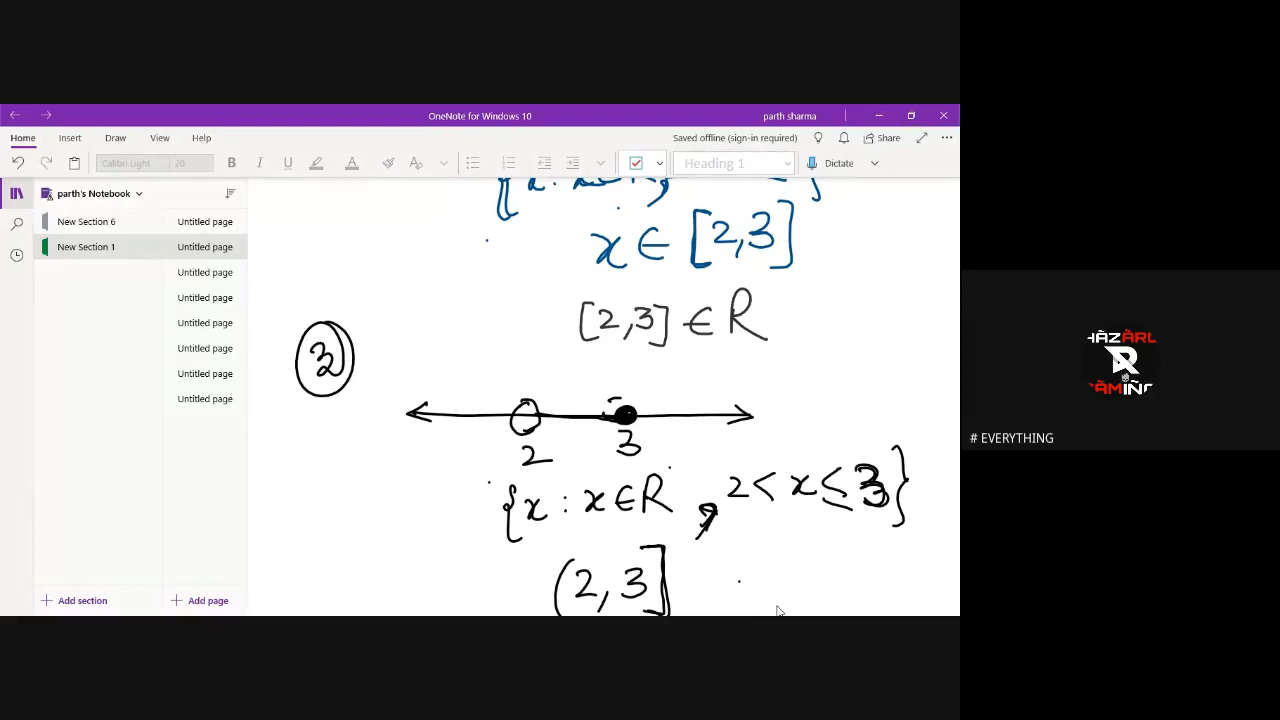 OneNote for Windows 10
parth sharma
Home Insert Draw View Help
Saved offline (sign-in required)
Share
Calibri Light 20
B I U A
Heading 1
Dictate
parth's Notebook
New Section 6
New Section 1
Untitled page
Untitled page
Untitled page
Untitled page
Untitled page
Untitled page
Untitled page
Untitled page
x ∈ [2,3]
[2,3] ∈ R
2 3
{x : x ∈ R , 2 < x ≤ 3}
(2, 3]
+ Add section
+ Add page
R
# EVERYTHING